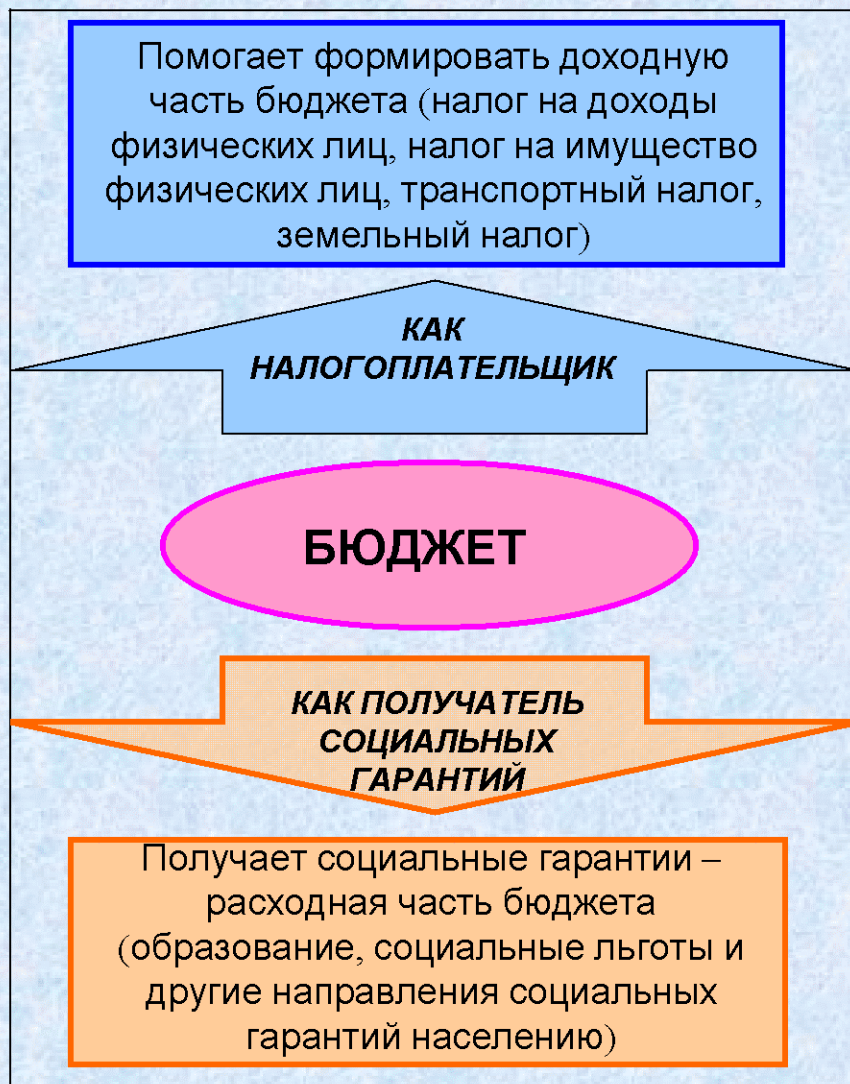 Помогает формировать доходную
часть бюджета (налог на доходы
физических лиц, налог на имущество
физических лиц, транспортный налог,
земельный налог)
КАК
НАЛОГОПЛАТЕЛЬЩИК
БЮДЖЕТ
КАК ПОЛУЧАТЕЛЬ
СОЦИАЛЬНЫХ
ГАРАНТИЙ
Получает социальные гарантии –
расходная часть бюджета
(образование, социальные льготы и
другие направления социальных
гарантий населению)